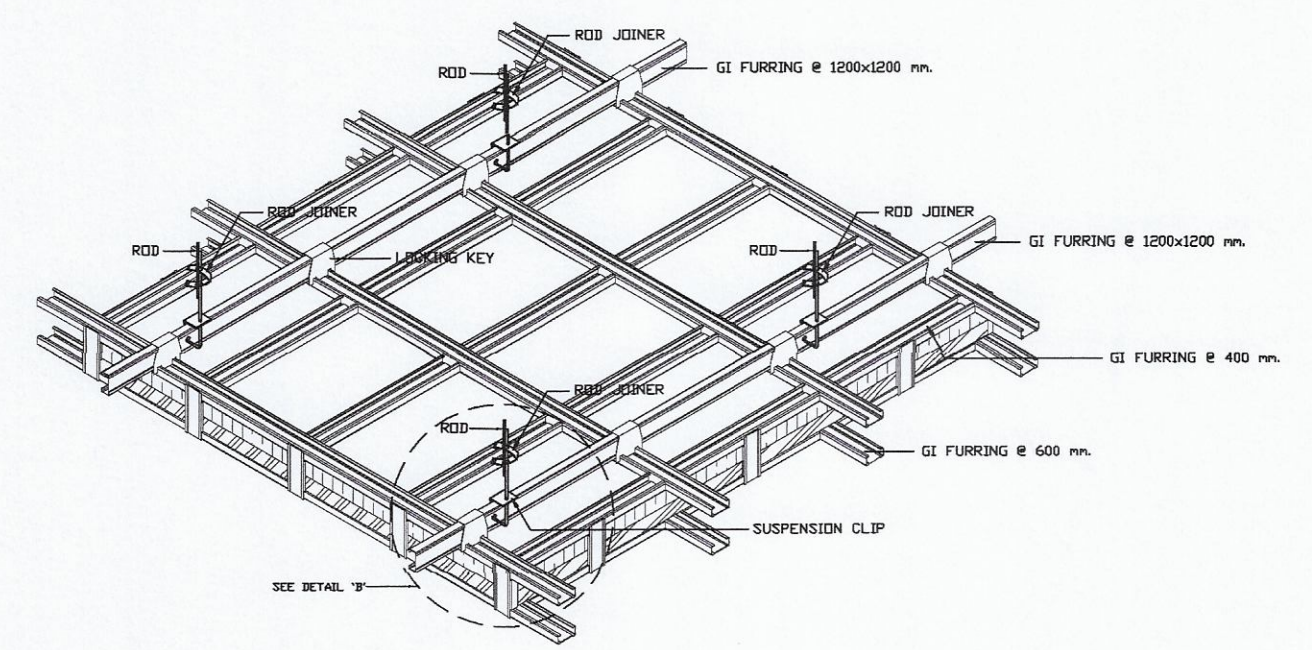 ROD JOINER
ROD
GI FURRING @ 1200x1200 mm.
ROD JOINER
ROD JOINER
ROD
ROD
GI FURRING @ 1200x1200 mm.
LOCKING KEY
GI FURRING @ 400 mm.
ROD JOINER
ROD
GI FURRING @ 600 mm.
SUSPENSION CLIP
SEE DETAIL 'B'